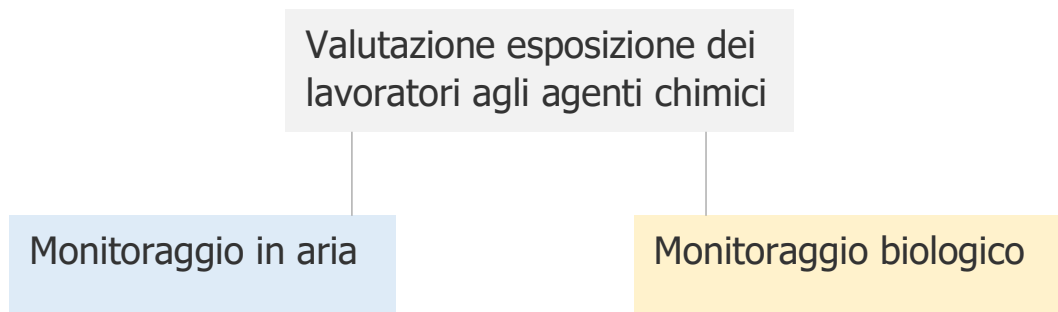 Valutazione esposizione dei
lavoratori agli agenti chimici
Monitoraggio in aria
Monitoraggio biologico